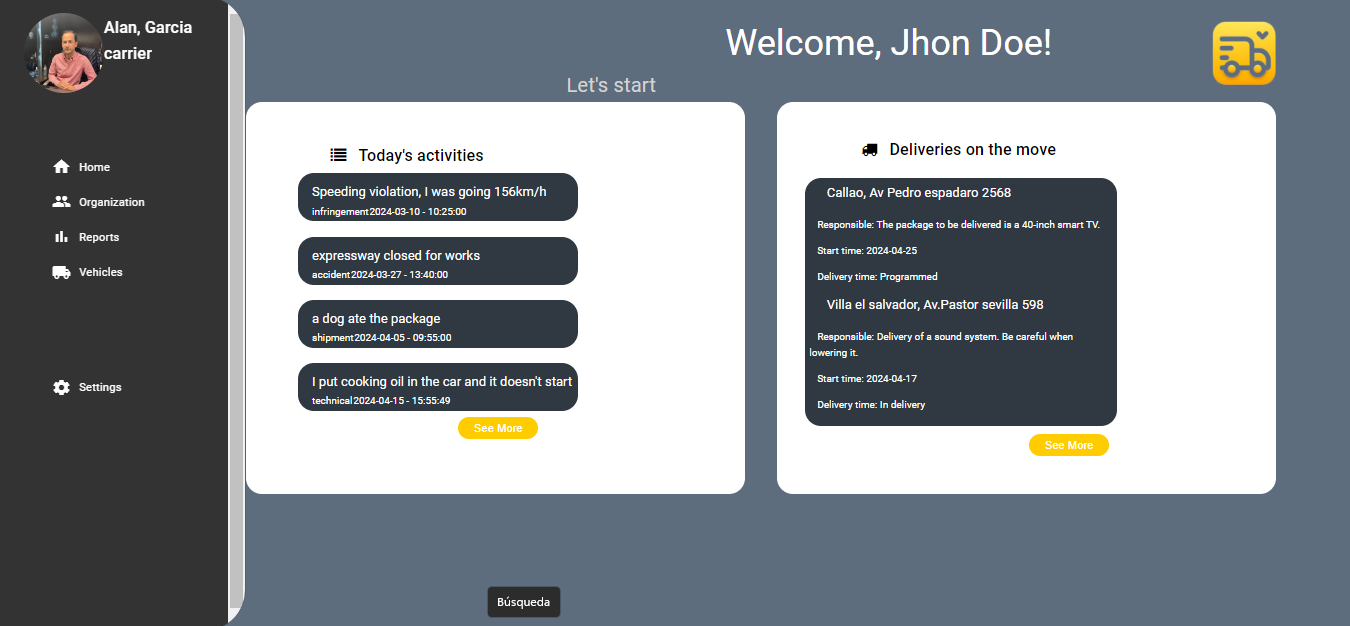 Alan, Garcia
carrier
Home
Organization
Reports
Vehicles
Settings
Welcome, Jhon Doe!
Let's start
Today's activities
Speeding violation, I was going 156km/h
infringement2024-03-10 - 10:25:00
expressway closed for works
accident2024-03-27 - 13:40:00
a dog ate the package
shipment2024-04-05 - 09:55:00
I put cooking oil in the car and it doesn't start
technical2024-04-15 - 15:55:49
See More
Deliveries on the move
Callao, Av Pedro espadaro 2568
Responsible: The package to be delivered is a 40-inch smart TV.
Start time: 2024-04-25
Delivery time: Programmed
Villa el salvador, Av.Pastor sevilla 598
Responsible: Delivery of a sound system. Be careful when
lowering it.
Start time: 2024-04-17
Delivery time: In delivery
See More
Búsqueda